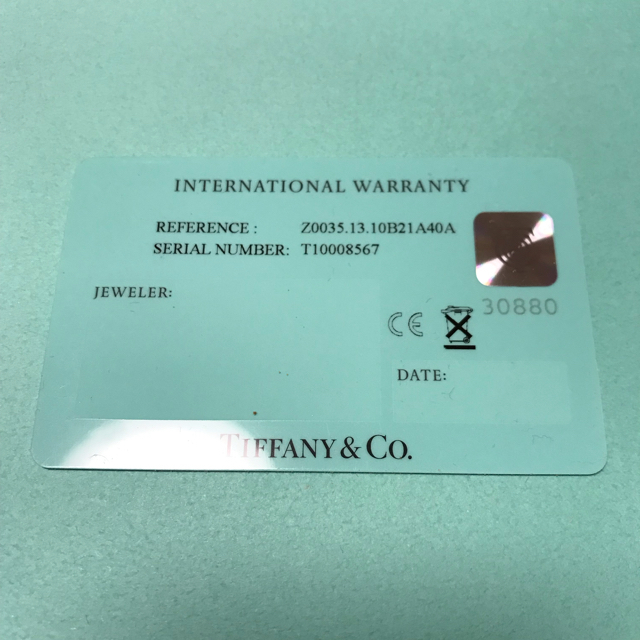 INTERNATIONAL WARRANTY
REFERENCE : Z0035.13.10B21A40A
SERIAL NUMBER: T10008567
JEWELER:
30880
CE
DATE:
TIFFANY & CO.